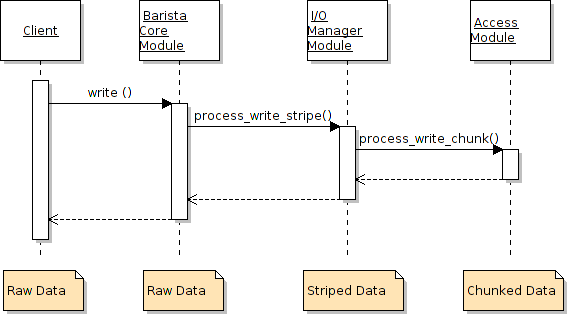 Client
Barista
Core
Module
I/O
Manager
Module
Access
Module
write ()
process_write_stripe()
process_write_chunk()
Raw Data
Raw Data
Striped Data
Chunked Data